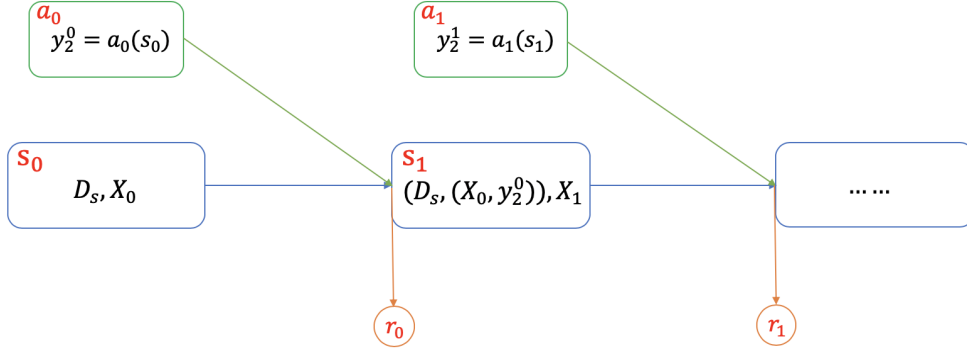 a₀
y₂⁰ = a₀(s₀)
a₁
y₂¹ = a₁(s₁)
s₀
Dₛ, X₀
s₁
(Dₛ, (X₀, y₂⁰)), X₁
... ...
r₀
r₁